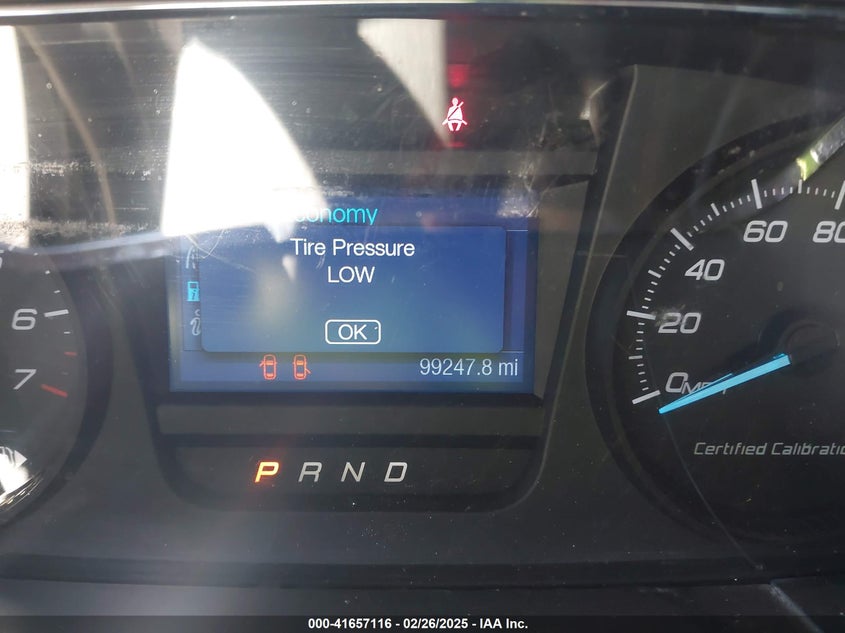 onomy
Tire Pressure
LOW
OK
99247.8 mi
6
7
P R N D
0
20
40
60
80
Certified Calibratio
000-41657116 / 02/26/2025 - IAA Inc.